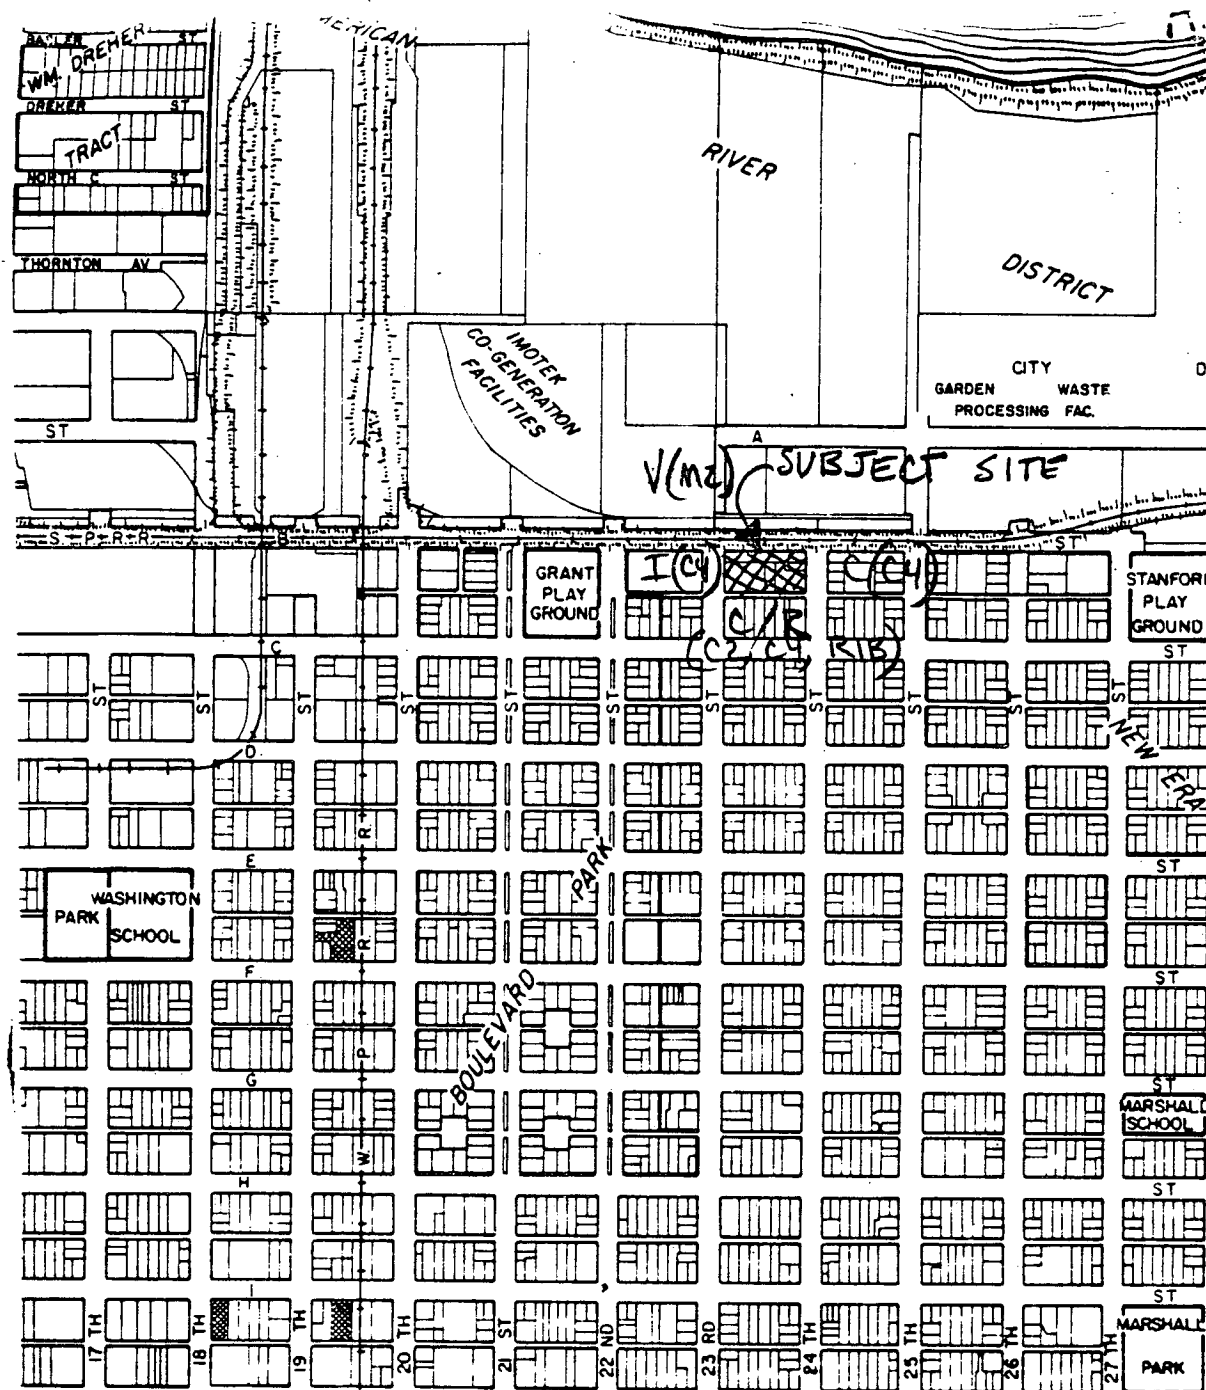 AMERICAN
BASLER ST
WM. DREHER
DREHER ST
TRACT
NORTH C ST
THORNTON AV
RIVER
DISTRICT
IMOTEK
CO-GENERATION
FACILITIES
CITY
GARDEN WASTE
PROCESSING FAC.
D
ST
A
V(M2) SUBJECT SITE
S-P-R-R B ST
GRANT
PLAY
GROUND
I (C4)
C (C4)
STANFORD
PLAY
GROUND
C/R
(C2, C4, R1B)
C ST
ST ST ST ST ST ST ST ST ST ST ST
NEW ERA
D
R.
PARK
E ST
PARK
WASHINGTON
SCHOOL
R.
F ST
BOULEVARD
P
G ST
MARSHALL
SCHOOL
W.
H ST
I ST
MARSHALL
PARK
17 TH 18 TH 19 TH 20 TH 21 ST 22 ND 23 RD 24 TH 25 TH 26 TH 27 TH